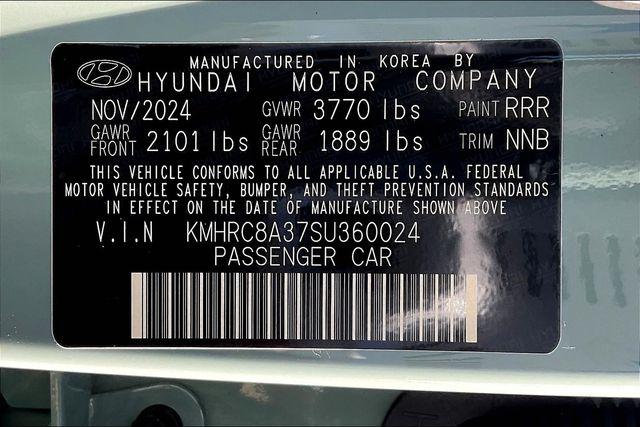 MANUFACTURED IN KOREA BY
HYUNDAI MOTOR COMPANY
NOV/2024 GVWR 3770 lbs PAINT RRR
GAWR FRONT 2101 lbs GAWR REAR 1889 lbs TRIM NNB
THIS VEHICLE CONFORMS TO ALL APPLICABLE U.S.A. FEDERAL
MOTOR VEHICLE SAFETY, BUMPER, AND THEFT PREVENTION STANDARDS
IN EFFECT ON THE DATE OF MANUFACTURE SHOWN ABOVE
V.I.N KMHRC8A37SU360024
PASSENGER CAR